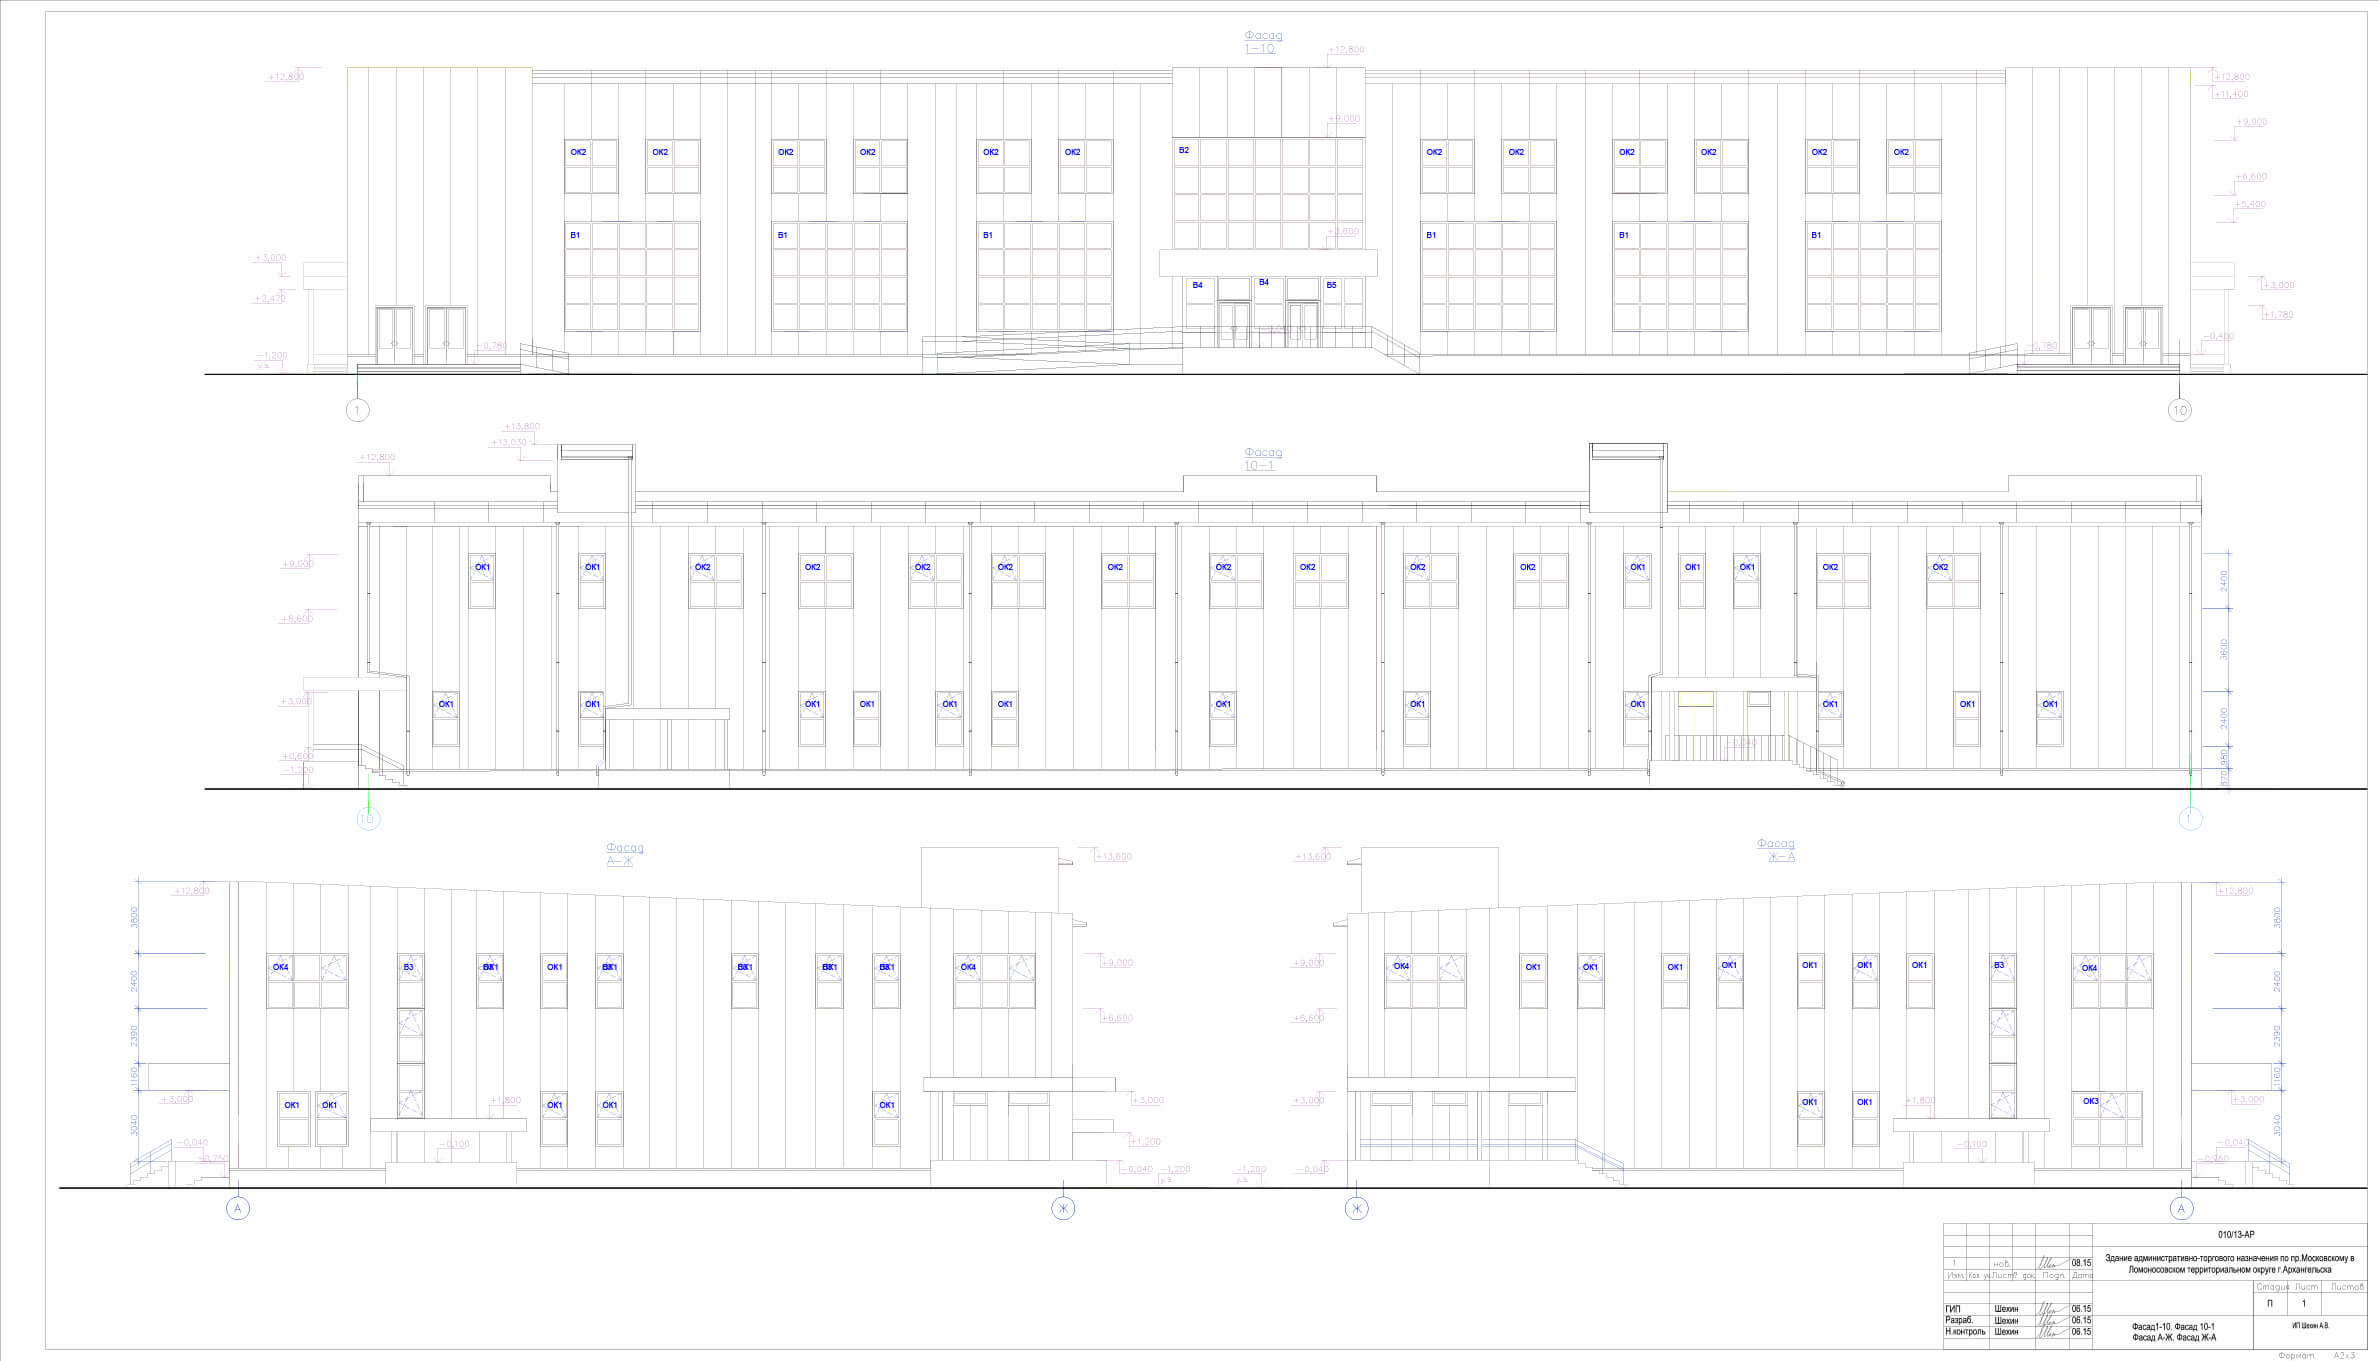 Фасад
1-10
+12,800
+12,800
+12,800
+11,400
+9,000
+9,000
ОК2 ОК2 ОК2 ОК2 ОК2 ОК2 В2 ОК2 ОК2 ОК2 ОК2 ОК2 ОК2
+6,600
+5,400
В1 В1 В1 +3,600 В1 В1 В1
+3,000
В4 В4 В5
+3,000
+2,470
+1,780
-0,780
-0,780
-0,400
-1,200
у.з.
1 10
+13,800
+13,030
+12,800
Фасад
10-1
+9,000
ОК1 ОК1 ОК2 ОК2 ОК2 ОК2 ОК2 ОК2 ОК2 ОК2 ОК2 ОК1 ОК1 ОК1 ОК2 ОК2
2400
+6,600
3600
+3,000
ОК1 ОК1 ОК1 ОК1 ОК1 ОК1 ОК1 ОК1 ОК1 ОК1 ОК1 ОК1
2400
+0,600
-1,200
980
870
10 1
Фасад
А-Ж
Фасад
Ж-А
+13,600 +13,600
+12,800 +12,800
3800 3800
+9,000 +9,000
ОК4 В3 ОК1 ОК4 ОК4 ОК1 ОК1 ОК1 ОК1 ОК1 ОК1 ОК1 В3 ОК4
2400 2400
+6,600 +6,600
2390 2390
1160 1160
+3,000 +3,000 +3,000 +3,000
ОК1 ОК1 ОК1 ОК1 ОК1 ОК1 ОК1 ОК3
+1,800 +1,800
3040 3040
-0,040 -0,100 +1,200 -0,100 -0,040
-0,040 -1,200 -1,200 -0,040
у.з. у.з.
А Ж Ж А
010/13-АР
Здание административно-торгового назначения по пр.Московскому в
Ломоносовском территориальном округе г.Архангельска
1 нов. 08.15
Изм. Кол. Лист док. Подп. Дата
Стадия Лист Листов
П 1
ГИП Шехин 06.15
Разраб. Шехин 06.15
Н.контроль Шехин 06.15
Фасад1-10. Фасад 10-1
Фасад А-Ж. Фасад Ж-А
ИП Шехин А.В.
Формат А2х3